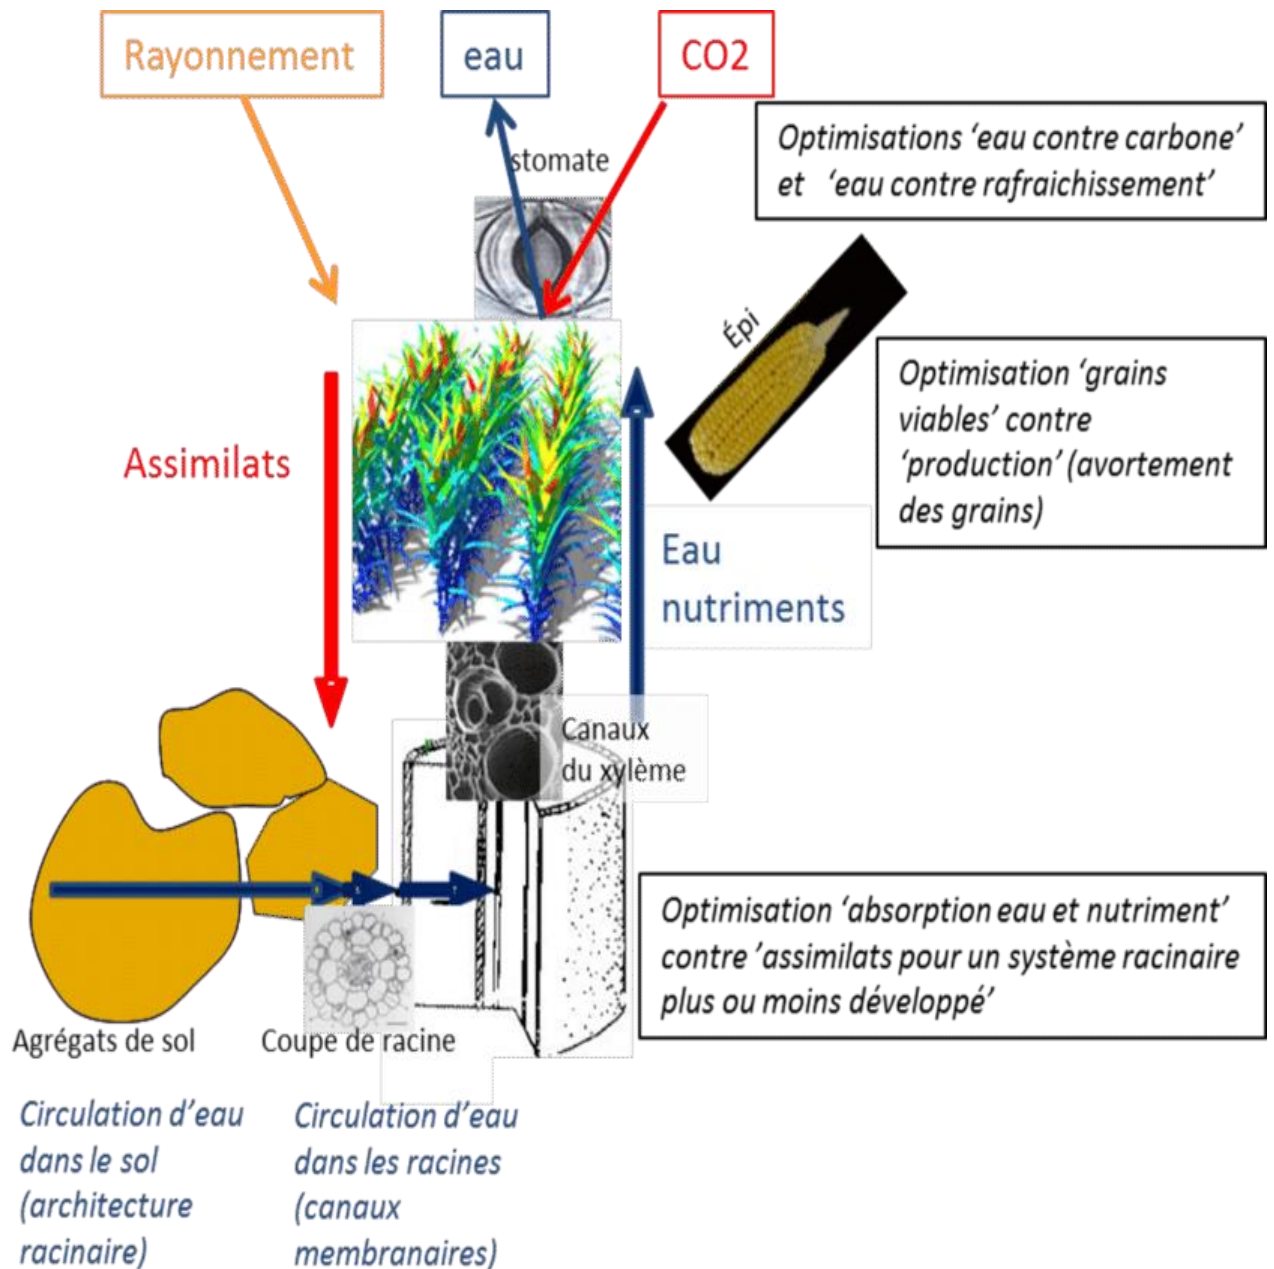 Rayonnement
eau
CO2
stomate
Optimisations ‘eau contre carbone’
et ‘eau contre rafraichissement’
Épi
Optimisation ‘grains
viables’ contre
‘production’ (avortement
des grains)
Assimilats
Eau
nutriments
Canaux
du xylème
Optimisation ‘absorption eau et nutriment’
contre ’assimilats pour un système racinaire
plus ou moins développé’
Agrégats de sol
Coupe de racine
Circulation d’eau
dans le sol
(architecture
racinaire)
Circulation d’eau
dans les racines
(canaux
membranaires)